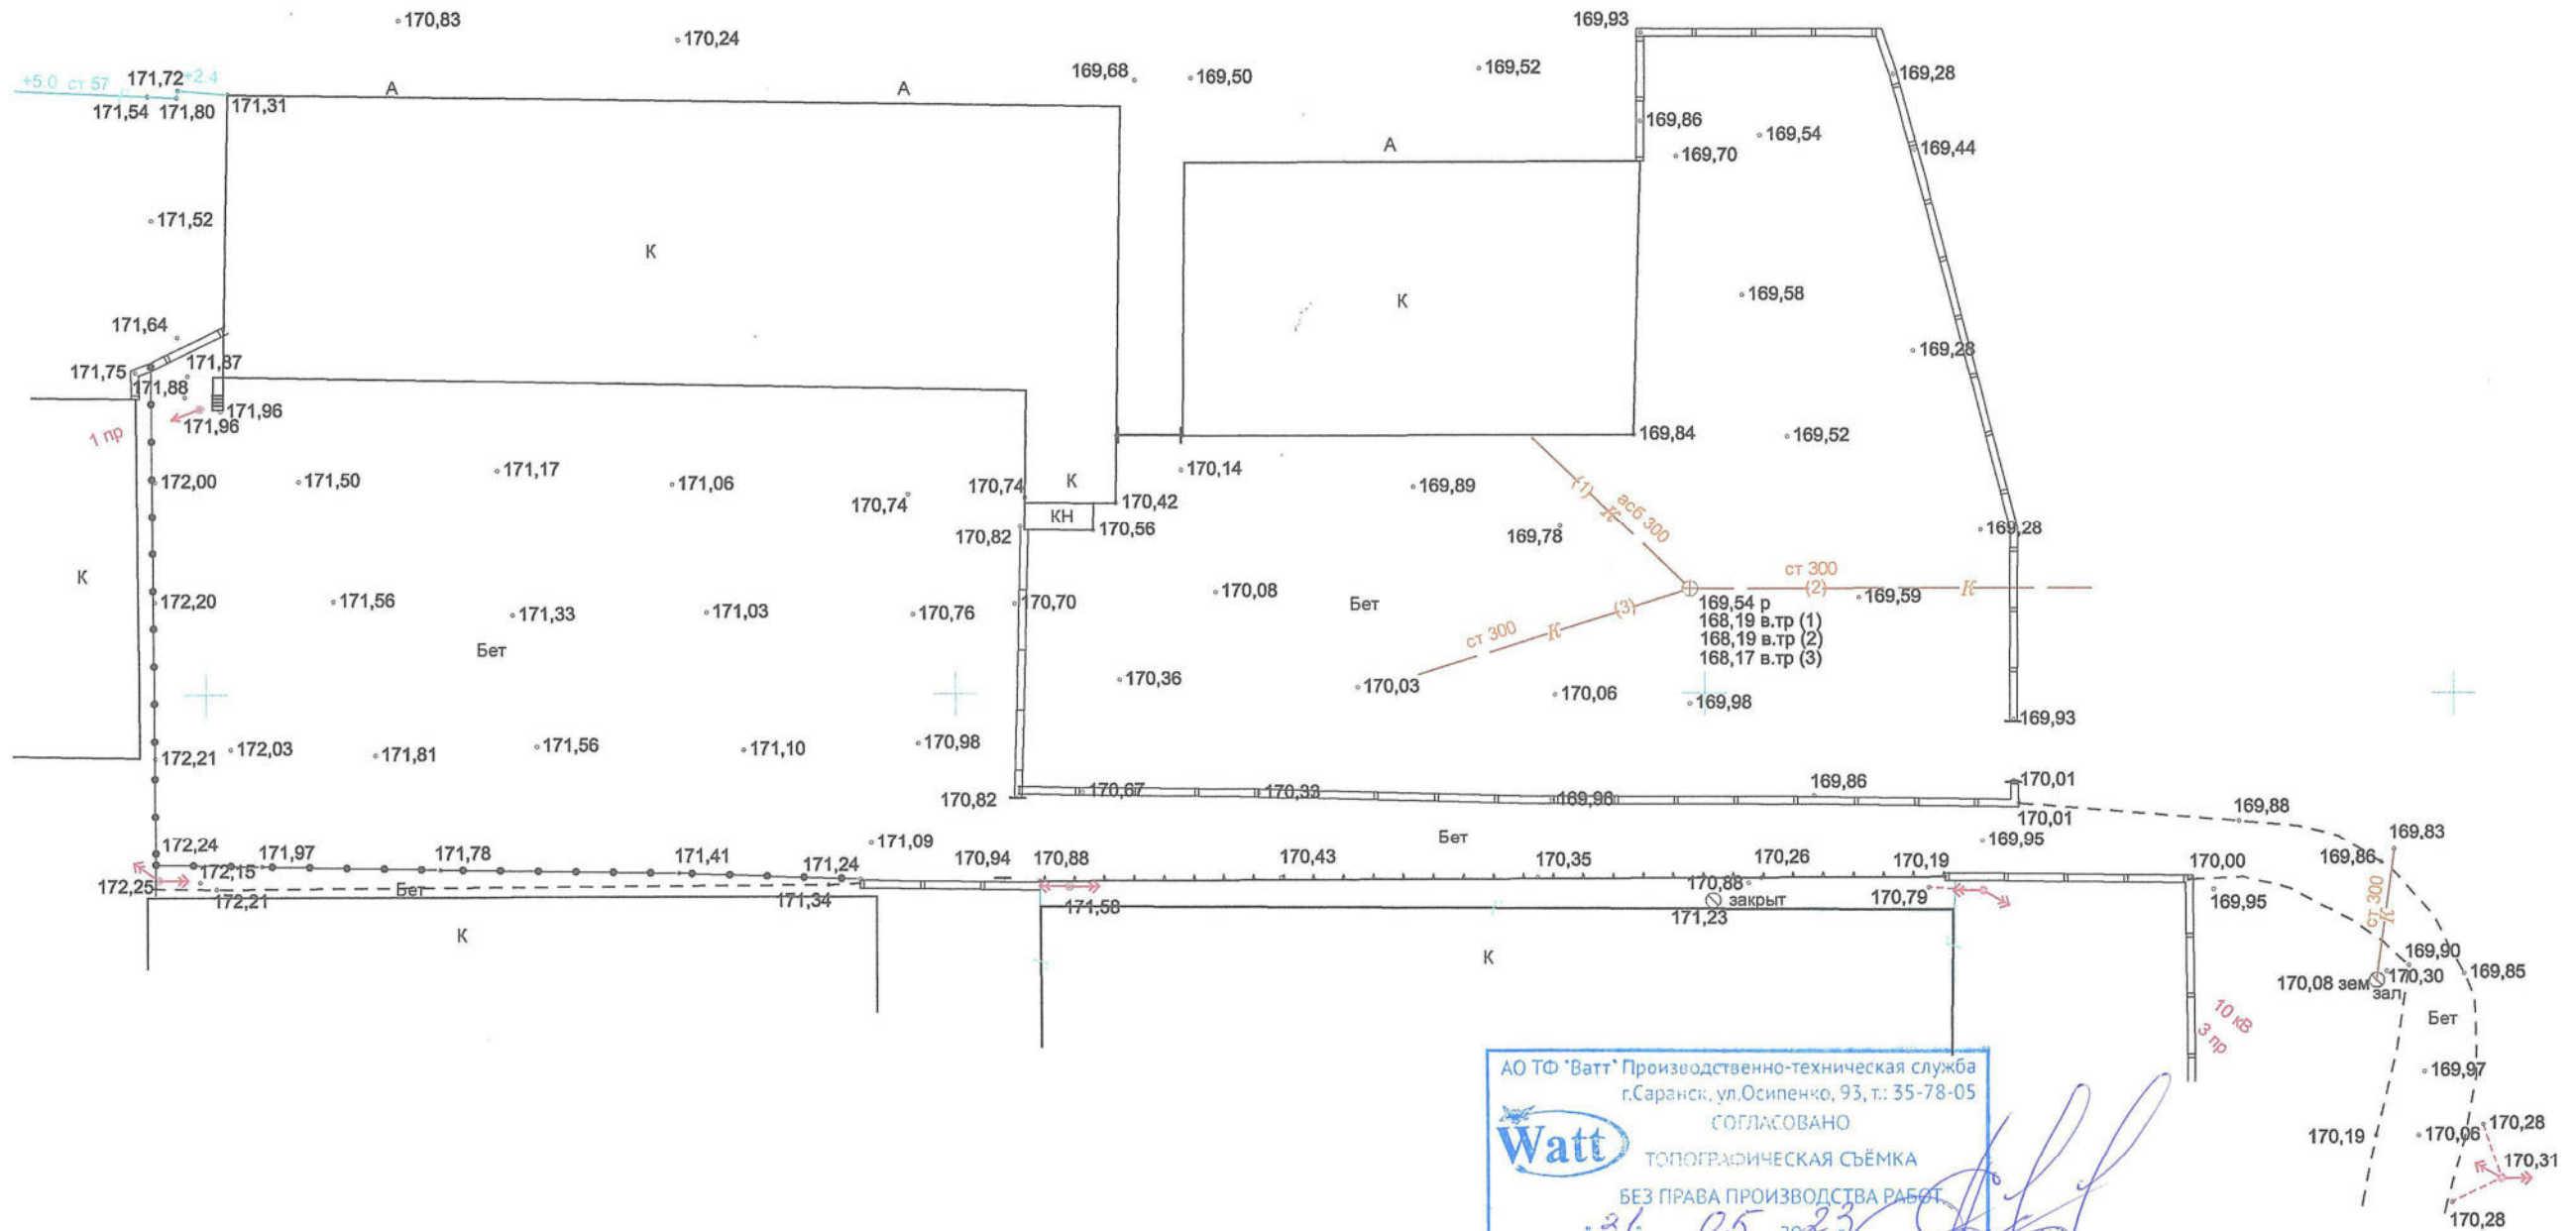 170,83
170,24
169,93
169,68
169,50
169,52
169,28
+5.0 ст 57
171,72
+2.4
А
А
171,54
171,80
171,31
169,86
169,54
169,70
169,44
А
171,52
К
К
169,58
171,64
169,28
171,75
171,87
171,88
171,96
171,96
1 пр
169,84
169,52
172,00
171,50
171,17
171,06
170,74
170,74
К
170,14
170,42
169,89
(1)
К
асб 300
КН
170,82
170,56
169,78
169,28
К
172,20
171,56
171,33
171,03
170,76
170,70
170,08
Бет
ст 300
(2)
К
169,59
ст 300
К
(3)
169,54 р
168,19 в.тр (1)
168,19 в.тр (2)
168,17 в.тр (3)
Бет
170,36
170,03
170,06
169,98
169,93
172,21
172,03
171,81
171,56
171,10
170,98
170,82
170,67
170,33
169,96
169,86
170,01
170,01
169,88
169,83
172,24
171,97
171,78
171,41
171,24
171,09
170,94
170,88
170,43
Бет
170,35
170,26
170,19
169,95
170,00
169,86
172,25
172,15
172,21
Бет
171,34
171,58
170,88
закрыт
171,23
170,79
169,95
ст 300
К
К
К
169,90
170,30
169,85
170,08 зем
зал
Бет
10 кВ
3 пр
169,97
170,19
170,06
170,28
170,31
170,28
АО ТФ "Ватт" Производственно-техническая служба
г.Саранск, ул.Осипенко, 93, т.: 35-78-05
СОГЛАСОВАНО
Watt
ТОПОГРАФИЧЕСКАЯ СЪЁМКА
БЕЗ ПРАВА ПРОИЗВОДСТВА РАБОТ
"31" 05 2023